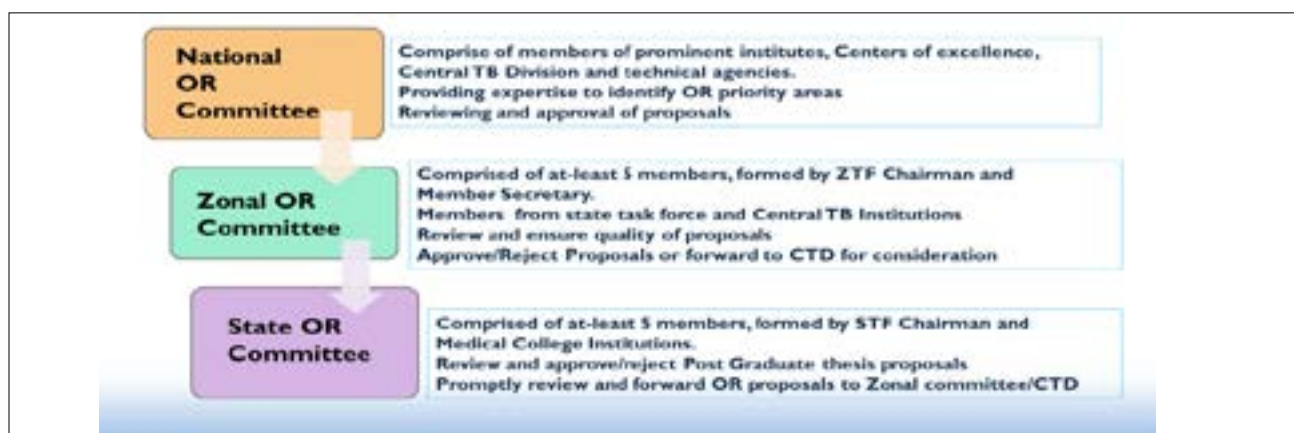 National
OR
Committee
Comprise of members of prominent institutes, Centers of excellence,
Central TB Division and technical agencies.
Providing expertise to identify OR priority areas
Reviewing and approval of proposals
Zonal OR
Committee
Comprised of at-least 5 members, formed by ZTF Chairman and
Member Secretary.
Members from state task force and Central TB Institutions
Review and ensure quality of proposals
Approve/Reject Proposals or forward to CTD for consideration
State OR
Committee
Comprised of at-least 5 members, formed by STF Chairman and
Medical College Institutions.
Review and approve/reject Post Graduate thesis proposals
Promptly review and forward OR proposals to Zonal committee/CTD